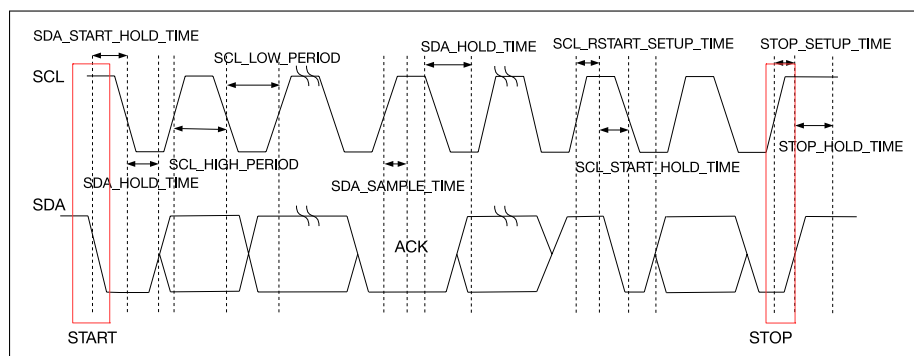 SDA_START_HOLD_TIME
SCL_LOW_PERIOD
SDA_HOLD_TIME
SCL_RSTART_SETUP_TIME
STOP_SETUP_TIME
SCL
SDA_HOLD_TIME
SCL_HIGH_PERIOD
SDA_SAMPLE_TIME
SCL_START_HOLD_TIME
STOP_HOLD_TIME
SDA
ACK
START
STOP